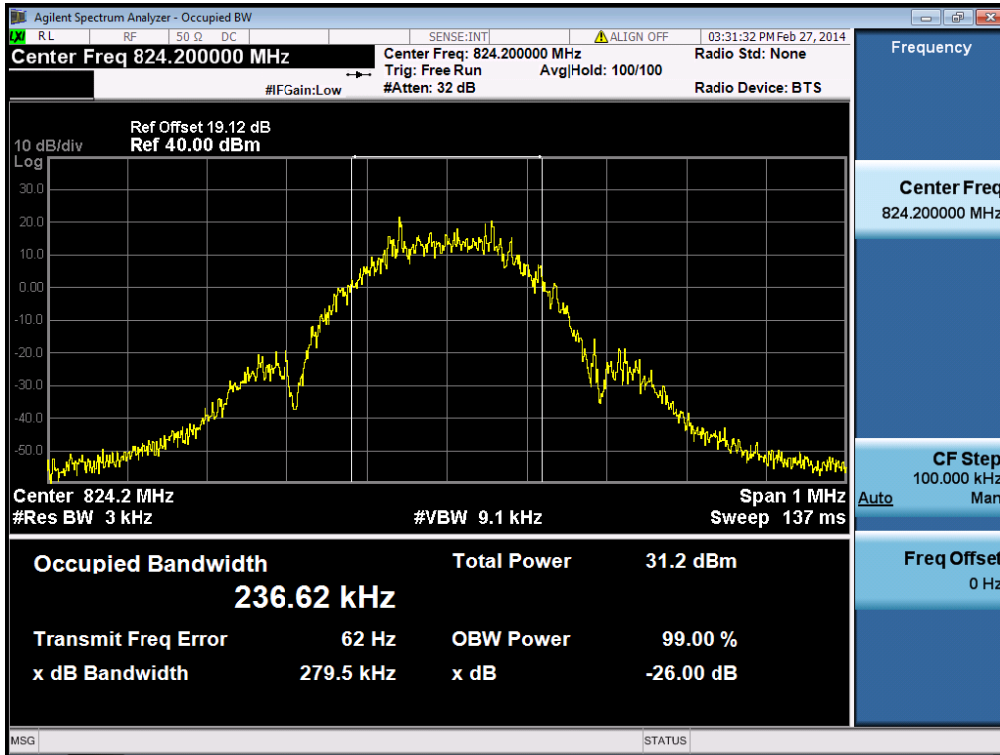 Agilent Spectrum Analyzer - Occupied BW
LXI RL RF 50 Ω DC SENSE:INT ALIGN OFF 03:31:32 PM Feb 27, 2014
Center Freq 824.200000 MHz
Center Freq: 824.200000 MHz Radio Std: None
Trig: Free Run Avg|Hold: 100/100
#IFGain:Low #Atten: 32 dB Radio Device: BTS
Frequency
Ref Offset 19.12 dB
10 dB/div Ref 40.00 dBm
Log
30.0
20.0
10.0
0.00
-10.0
-20.0
-30.0
-40.0
-50.0
Center 824.2 MHz Span 1 MHz
#Res BW 3 kHz #VBW 9.1 kHz Sweep 137 ms
Center Freq
824.200000 MHz
CF Step
100.000 kHz
Auto Man
Freq Offset
0 Hz
Occupied Bandwidth Total Power 31.2 dBm
236.62 kHz
Transmit Freq Error 62 Hz OBW Power 99.00 %
x dB Bandwidth 279.5 kHz x dB -26.00 dB
MSG STATUS